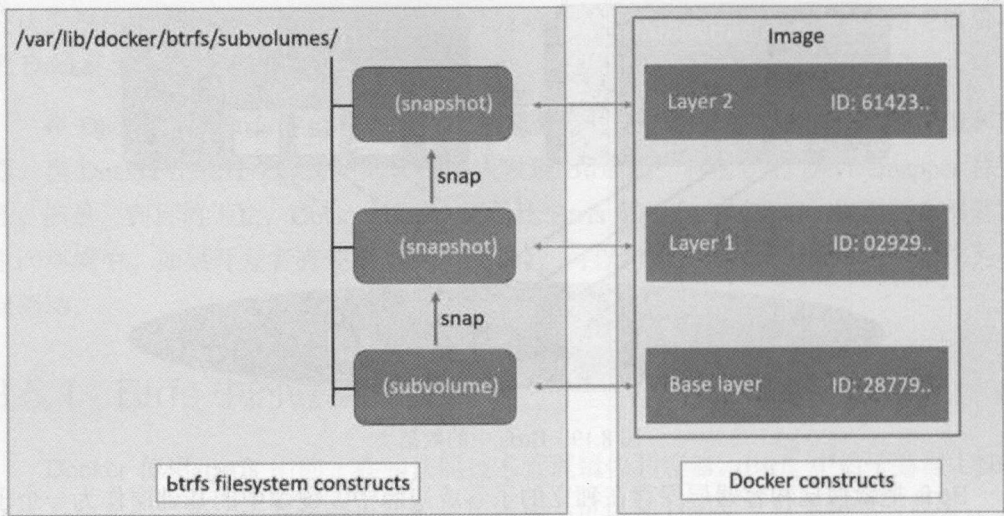 /var/lib/docker/btrfs/subvolumes/
(snapshot)
snap
(snapshot)
snap
(subvolume)
btrfs filesystem constructs
Image
Layer 2 ID: 61423..
Layer 1 ID: 02929..
Base layer ID: 28779..
Docker constructs